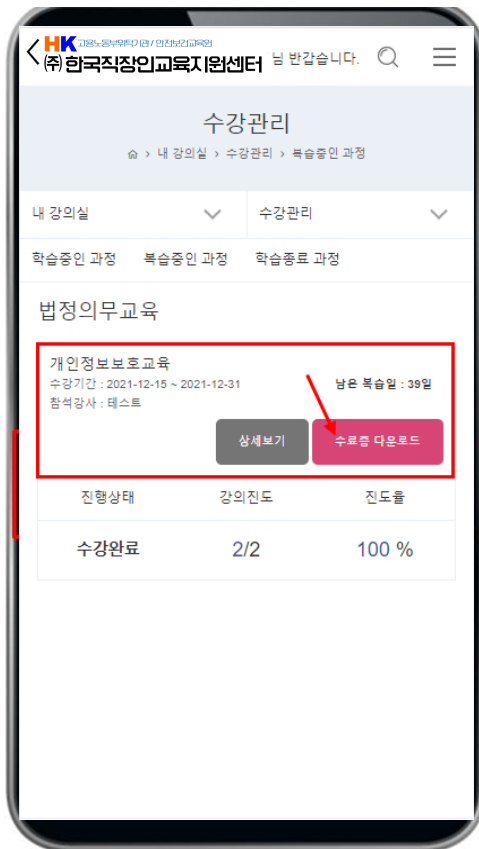 HK 고용노동부위탁기관 / 안전보건교육원
(주)한국직장인교육지원센터 님 반갑습니다.
수강관리
내 강의실 > 수강관리 > 복습중인 과정
내 강의실 수강관리
학습중인 과정 복습중인 과정 학습종료 과정
법정의무교육
개인정보보호교육
수강기간 : 2021-12-15 ~ 2021-12-31 남은 복습일 : 39일
참석강사 : 테스트
상세보기 수료증 다운로드
진행상태 강의진도 진도율
수강완료 2/2 100 %